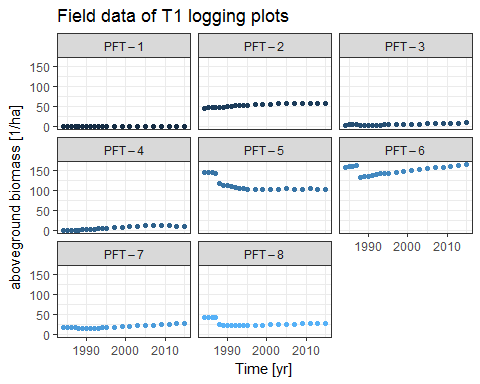 Field data of T1 logging plots
PFT – 1
PFT – 2
PFT – 3
150
100
50
0
PFT – 4
PFT – 5
PFT – 6
150
100
50
0
1990 2000 2010
PFT – 7
PFT – 8
150
100
50
0
1990 2000 2010
1990 2000 2010
Time [yr]
aboveground biomass [1/ha]